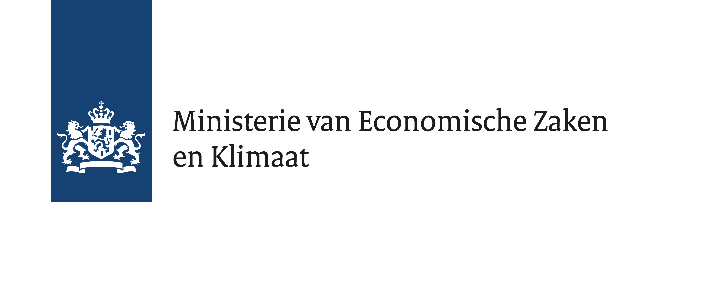 Ministerie van Economische Zaken
en Klimaat